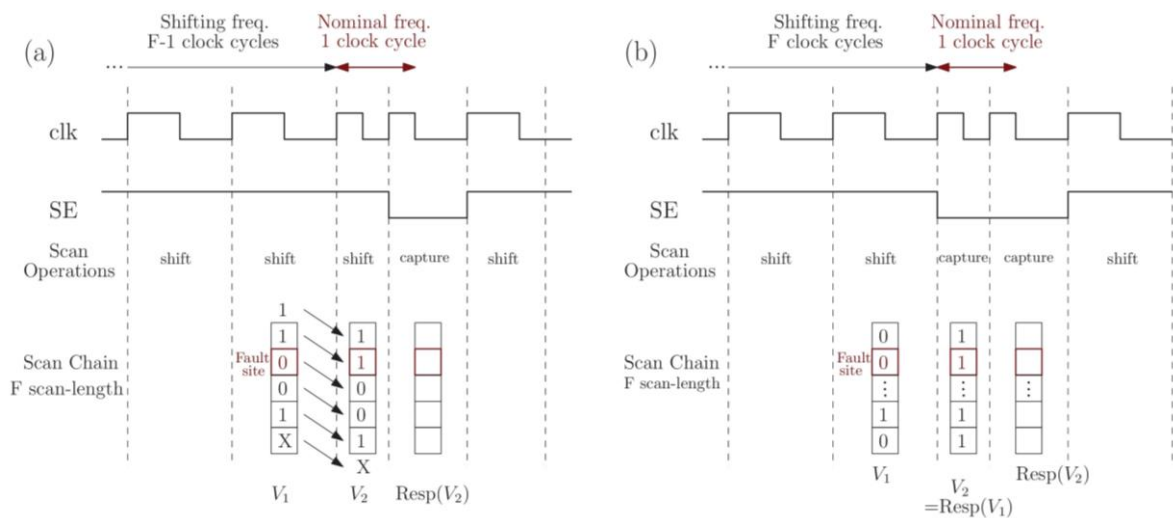 (a)
Shifting freq.
F-1 clock cycles
Nominal freq.
1 clock cycle
...
clk
SE
Scan
Operations
shift shift shift capture shift
1
Scan Chain
F scan-length
Fault
site
1
0
0
1
X
1
1
0
0
1
X
V1 V2 Resp(V2)
(b)
Shifting freq.
F clock cycles
Nominal freq.
1 clock cycle
...
clk
SE
Scan
Operations
shift shift capture capture shift
Scan Chain
F scan-length
Fault
site
0
0
⋮
1
0
1
1
⋮
1
1
⋮
V1
V2
=Resp(V1)
Resp(V2)